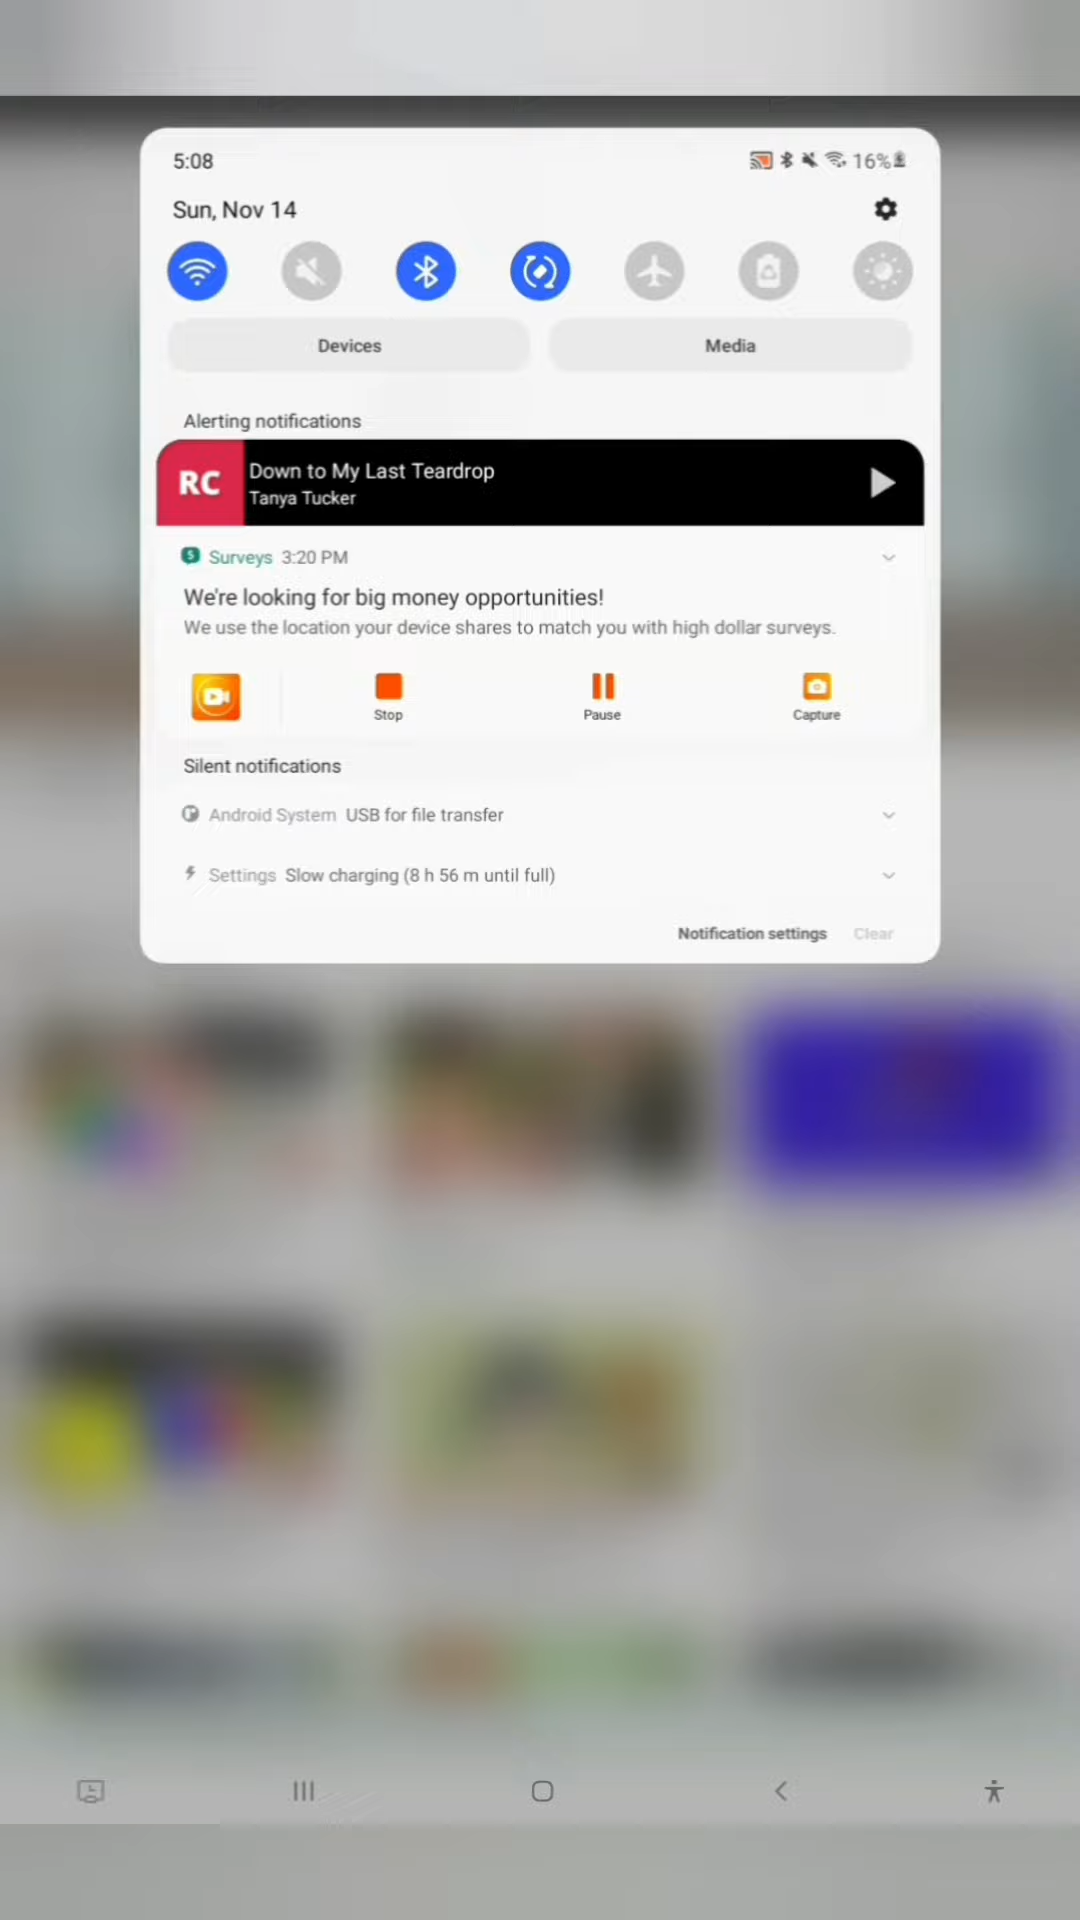 5:08
16%
Sun, Nov 14
Devices
Media
Alerting notifications
RC
Down to My Last Teardrop
Tanya Tucker
S
Surveys 3:20 PM
We're looking for big money opportunities!
We use the location your device shares to match you with high dollar surveys.
Stop
Pause
Capture
Silent notifications
Android System USB for file transfer
Settings Slow charging (8 h 56 m until full)
Notification settings
Clear